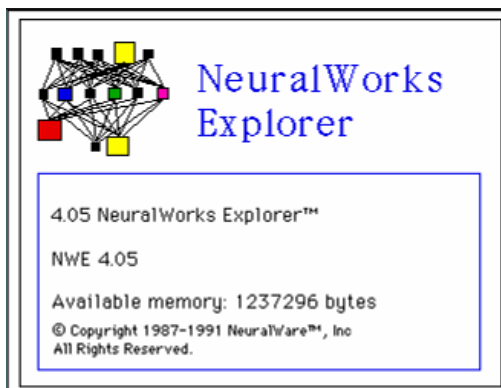 NeuralWorks
Explorer
4.05 NeuralWorks Explorer™
NWE 4.05
Available memory: 1237296 bytes
© Copyright 1987-1991 NeuralWare™, Inc
All Rights Reserved.